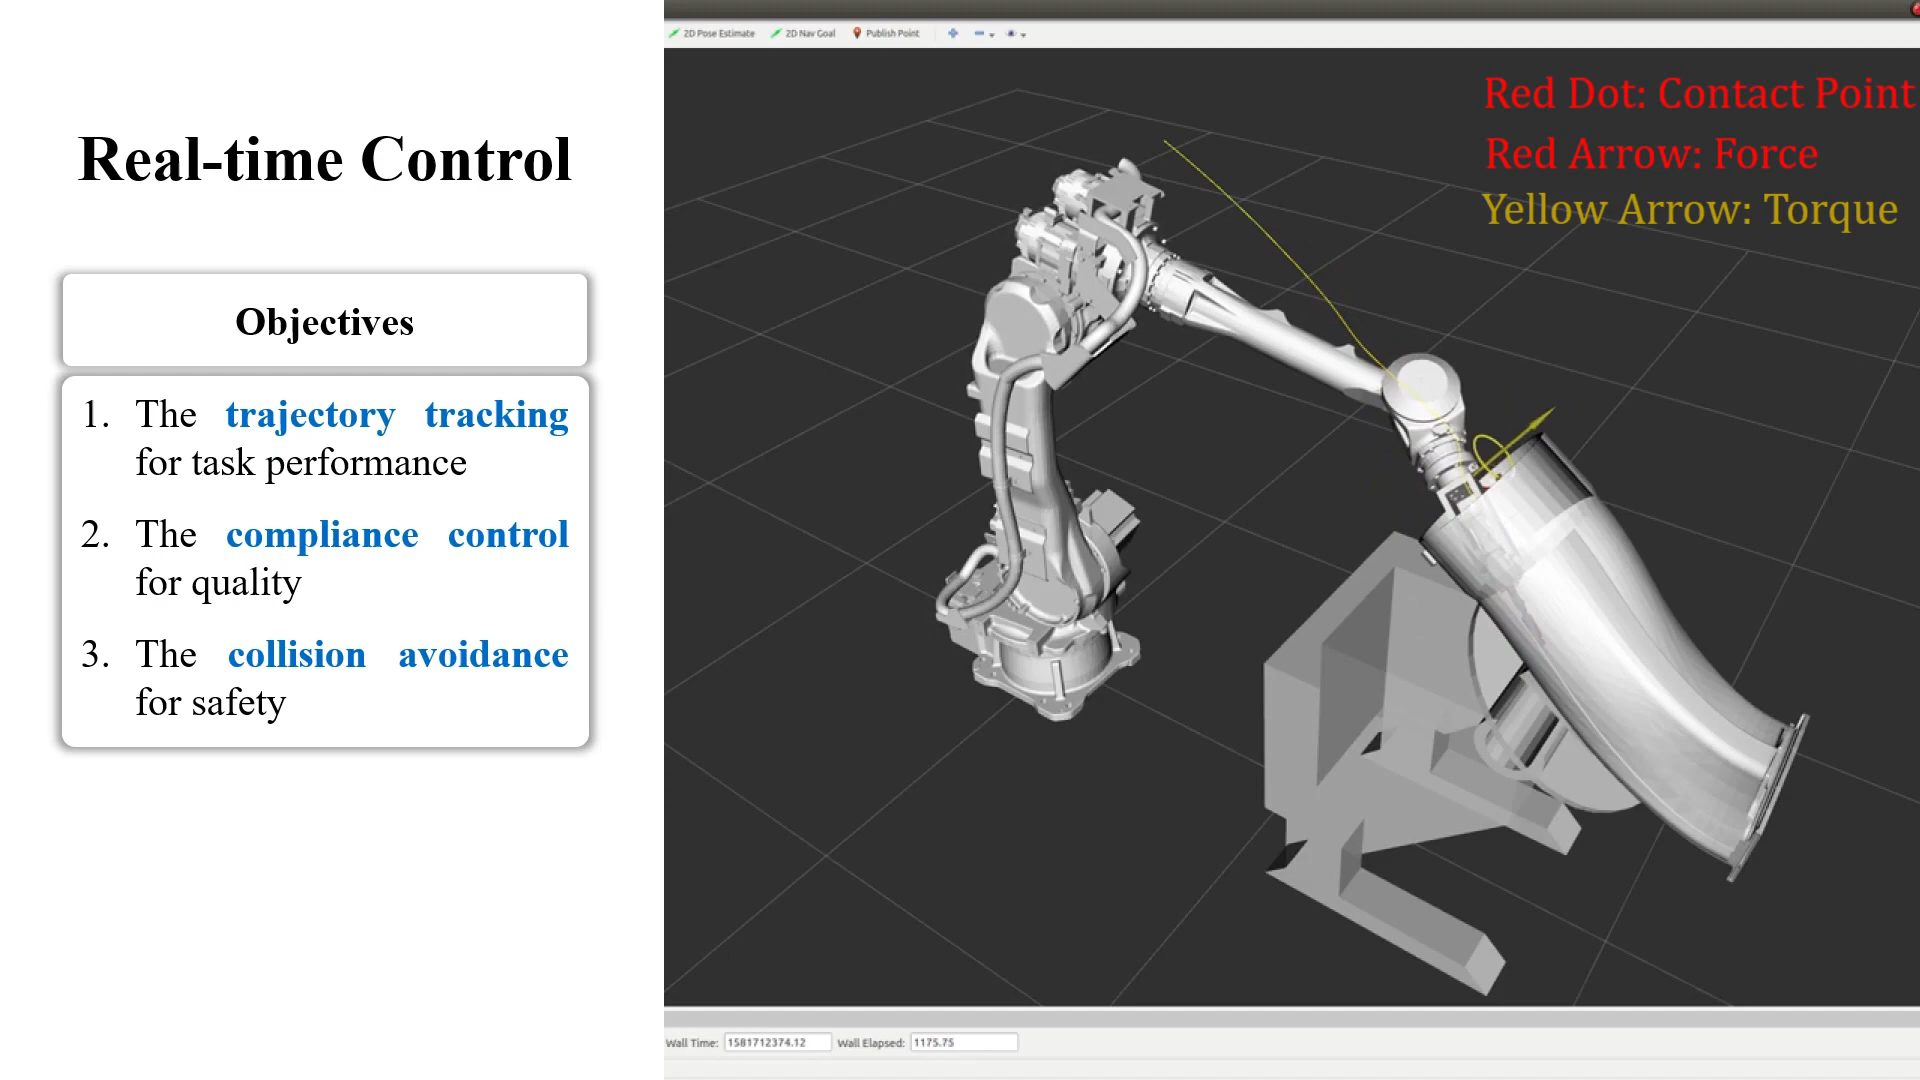 Real-time Control
Objectives
1. The trajectory tracking
for task performance
2. The compliance control
for quality
3. The collision avoidance
for safety
2D Pose Estimate 2D Nav Goal Publish Point
Red Dot: Contact Point
Red Arrow: Force
Yellow Arrow: Torque
Wall Time: 1581712374.12 Wall Elapsed: 1175.75